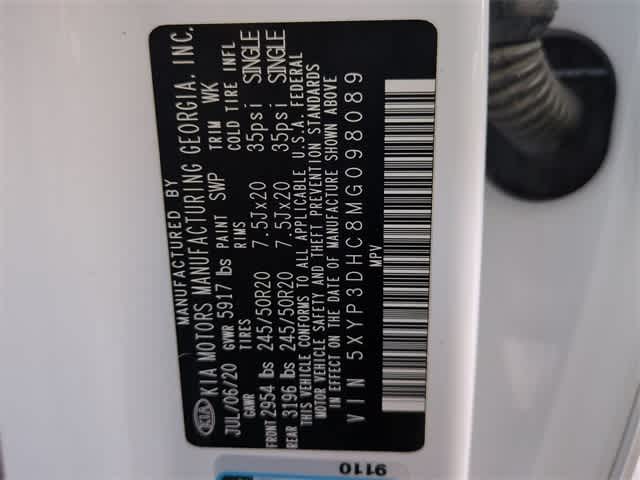 MANUFACTURED BY
KIA KIA MOTORS MANUFACTURING GEORGIA, INC.
JUL/06/20 GVWR 5917 lbs PAINT SWP TRIM WK
GAWR TIRES RIMS COLD TIRE INFL
FRONT 2954 lbs 245/50R20 7.5Jx20 35psi SINGLE
REAR 3196 lbs 245/50R20 7.5Jx20 35psi SINGLE
THIS VEHICLE CONFORMS TO ALL APPLICABLE U.S.A. FEDERAL
MOTOR VEHICLE SAFETY AND THEFT PREVENTION STANDARDS
IN EFFECT ON THE DATE OF MANUFACTURE SHOWN ABOVE
VIN 5XYP3DHC8MG098089
MPV
9110